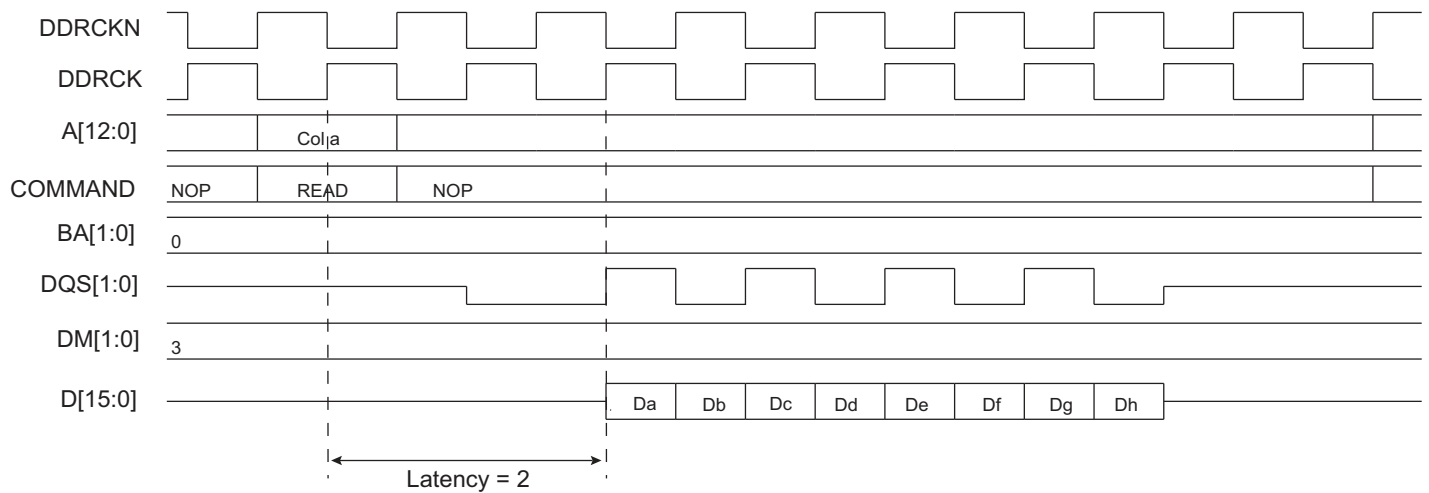 DDRCKN
DDRCK
A[12:0] Col a
COMMAND NOP READ NOP
BA[1:0] 0
DQS[1:0]
DM[1:0] 3
D[15:0] Da Db Dc Dd De Df Dg Dh
Latency = 2